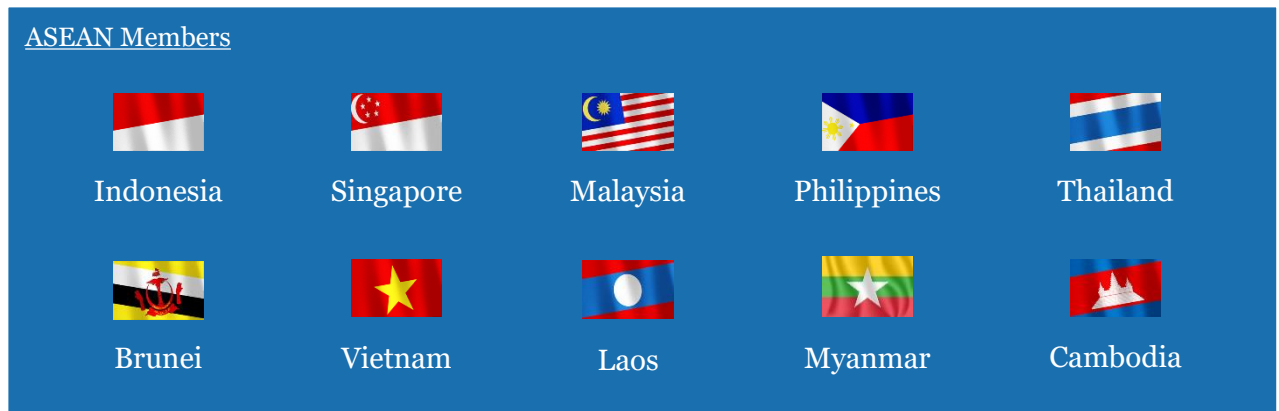 ASEAN Members
Indonesia Singapore Malaysia Philippines Thailand
Brunei Vietnam Laos Myanmar Cambodia